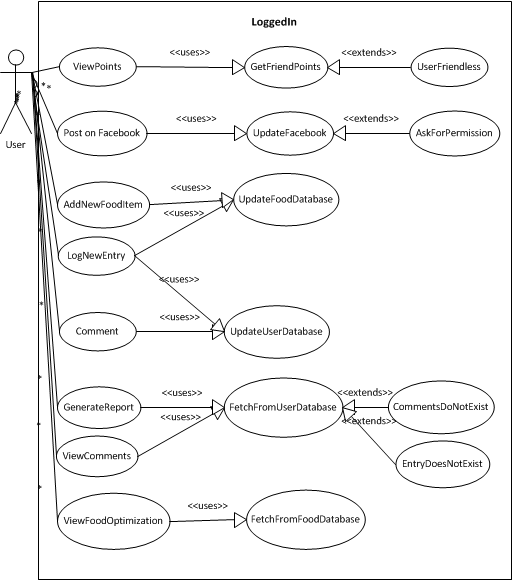 LoggedIn
<<uses>>
<<extends>>
ViewPoints
GetFriendPoints
UserFriendless
* *
*
User
<<uses>>
<<extends>>
Post on Facebook
UpdateFacebook
AskForPermission
<<uses>>
AddNewFoodItem
UpdateFoodDatabase
<<uses>>
*
LogNewEntry
<<uses>>
*
<<uses>>
Comment
UpdateUserDatabase
*
<<uses>>
<<extends>>
GenerateReport
FetchFromUserDatabase
CommentsDoNotExist
<<uses>>
<<extends>>
*
ViewComments
EntryDoesNotExist
*
<<uses>>
ViewFoodOptimization
FetchFromFoodDatabase